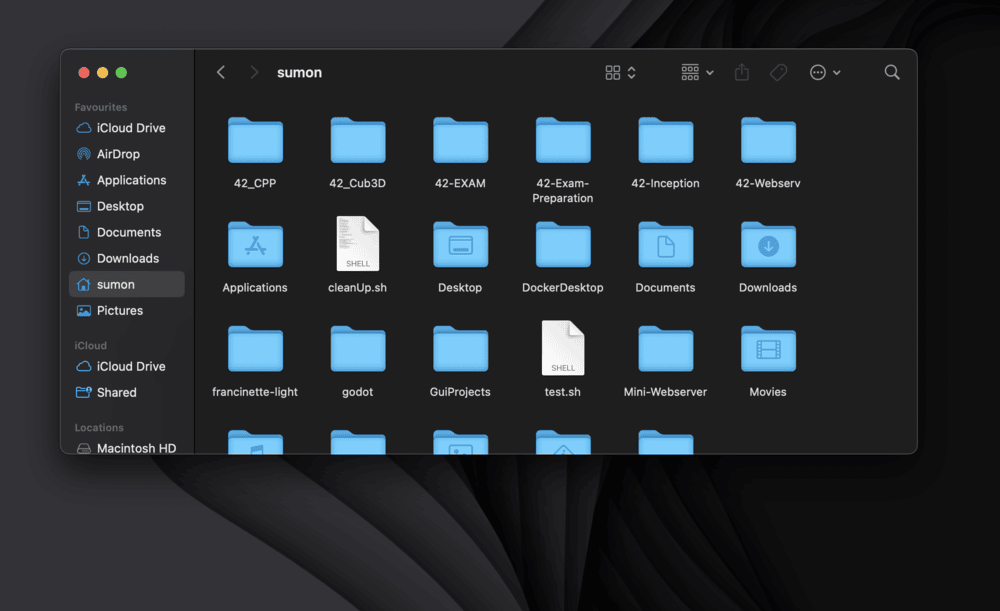 sumon
Favourites
iCloud Drive
AirDrop
Applications
Desktop
Documents
Downloads
sumon
Pictures
iCloud
iCloud Drive
Shared
Locations
Macintosh HD
42_CPP
42_Cub3D
42-EXAM
42-Exam-
Preparation
42-Inception
42-Webserv
Applications
SHELL
cleanUp.sh
Desktop
DockerDesktop
Documents
Downloads
francinette-light
godot
GuiProjects
SHELL
test.sh
Mini-Webserver
Movies